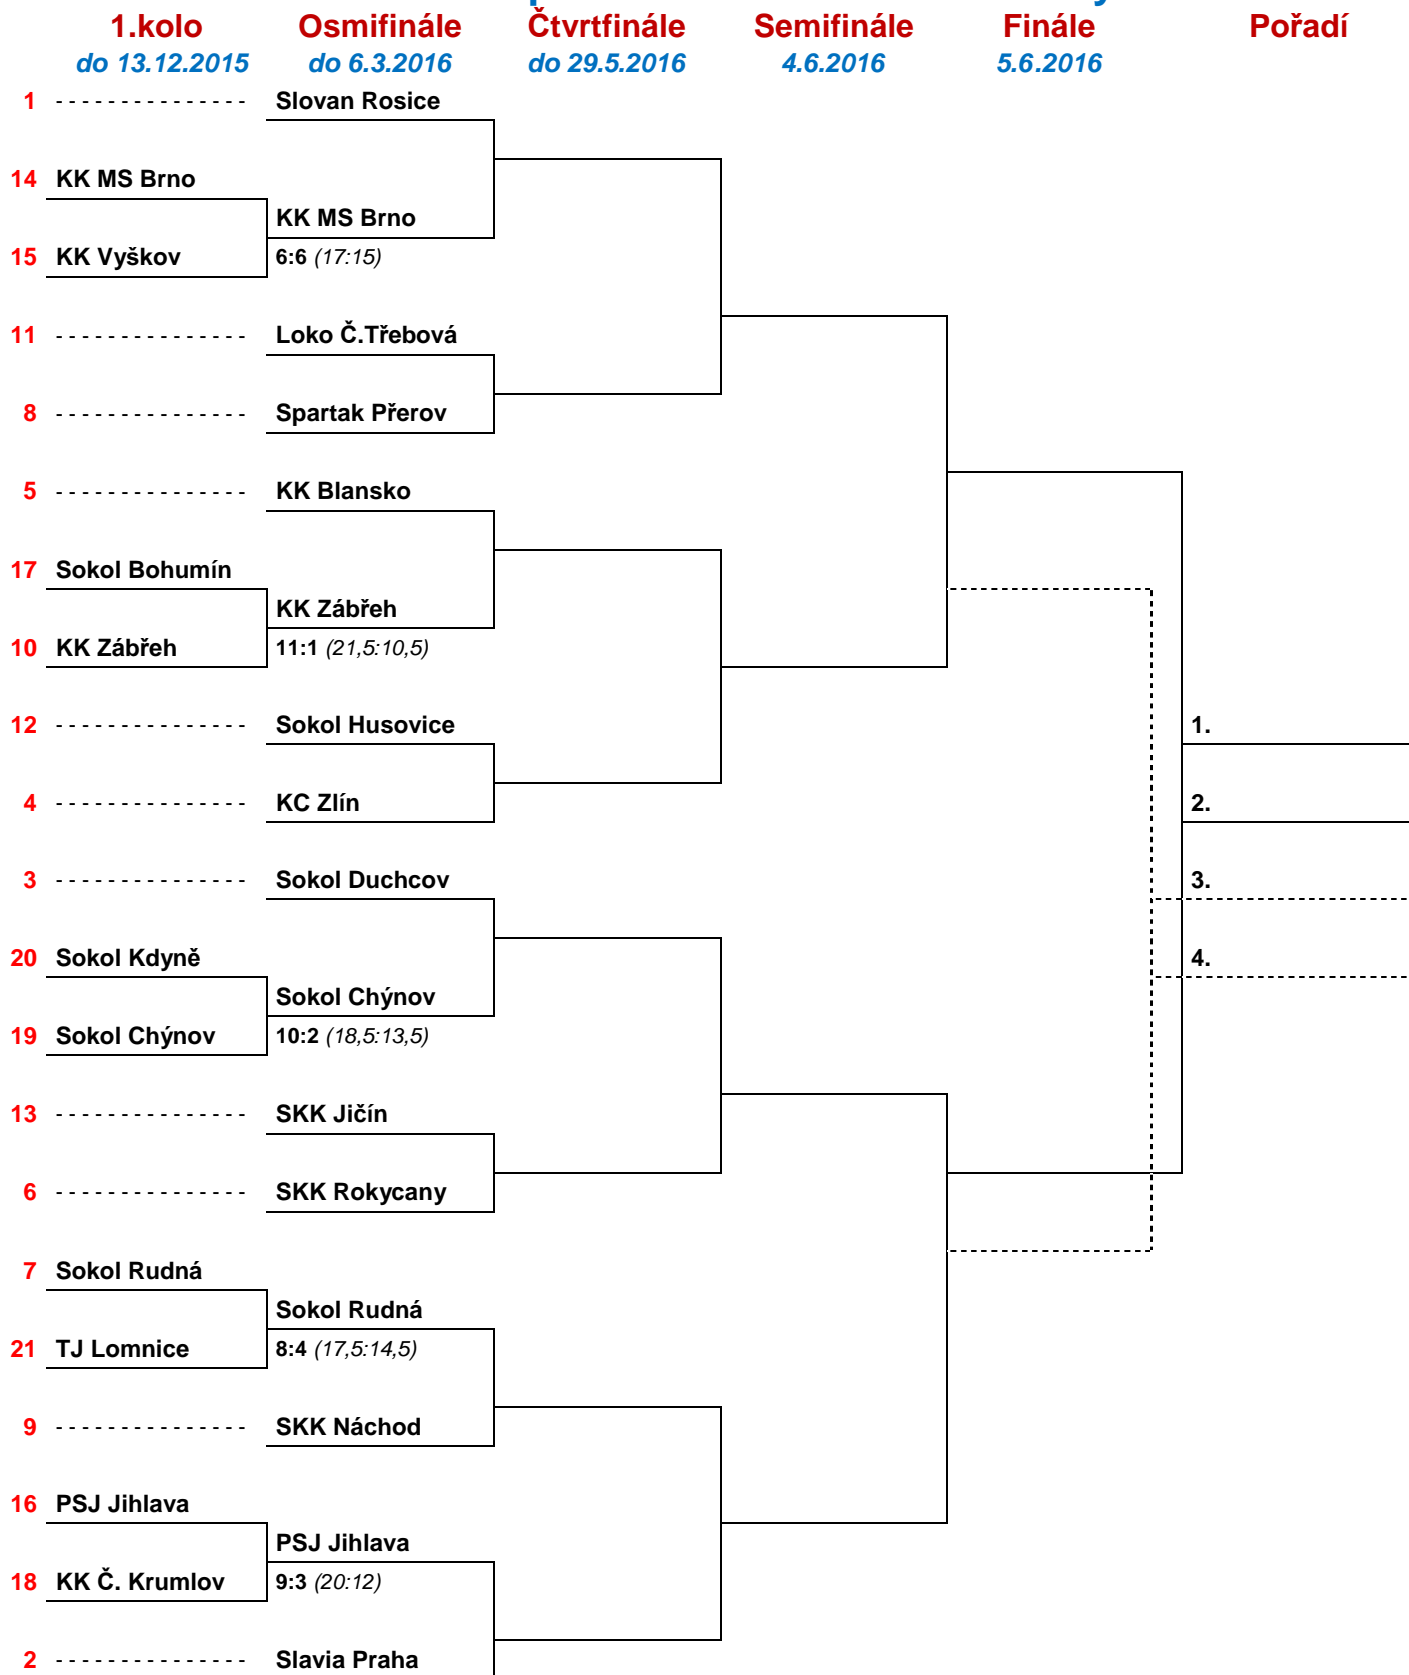 1.kolo Osmifinále Čtvrtfinále Semifinále Finále Pořadí
do 13.12.2015 do 6.3.2016 do 29.5.2016 4.6.2016 5.6.2016
1 - - - - - - - - - - - - - - - Slovan Rosice
14 KK MS Brno
KK MS Brno
15 KK Vyškov 6:6 (17:15)
11 - - - - - - - - - - - - - - - Loko Č.Třebová
8 - - - - - - - - - - - - - - - Spartak Přerov
5 - - - - - - - - - - - - - - - KK Blansko
17 Sokol Bohumín
KK Zábřeh
10 KK Zábřeh 11:1 (21,5:10,5)
12 - - - - - - - - - - - - - - - Sokol Husovice 1.
4 - - - - - - - - - - - - - - - KC Zlín 2.
3 - - - - - - - - - - - - - - - Sokol Duchcov 3.
20 Sokol Kdyně 4.
Sokol Chýnov
19 Sokol Chýnov 10:2 (18,5:13,5)
13 - - - - - - - - - - - - - - - SKK Jičín
6 - - - - - - - - - - - - - - - SKK Rokycany
7 Sokol Rudná
Sokol Rudná
21 TJ Lomnice 8:4 (17,5:14,5)
9 - - - - - - - - - - - - - - - SKK Náchod
16 PSJ Jihlava
PSJ Jihlava
18 KK Č. Krumlov 9:3 (20:12)
2 - - - - - - - - - - - - - - - Slavia Praha